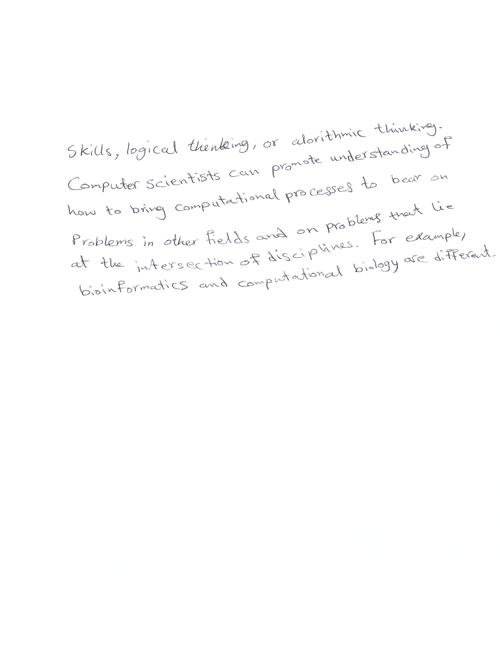 Skills, logical thinking, or alorithmic thinking.
Computer scientists can promote understanding of
how to bring computational processes to bear on
Problems in other fields and on problems that lie
at the intersection of disciplines. For example,
bioinformatics and computational biology are different.